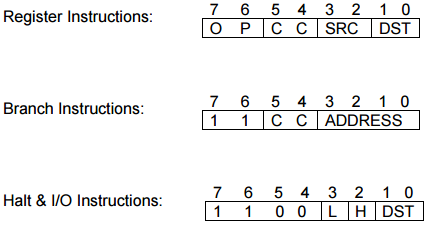 7 6 5 4 3 2 1 0
Register Instructions: O P C C SRC DST
7 6 5 4 3 2 1 0
Branch Instructions: 1 1 C C ADDRESS
7 6 5 4 3 2 1 0
Halt & I/O Instructions: 1 1 0 0 L H DST